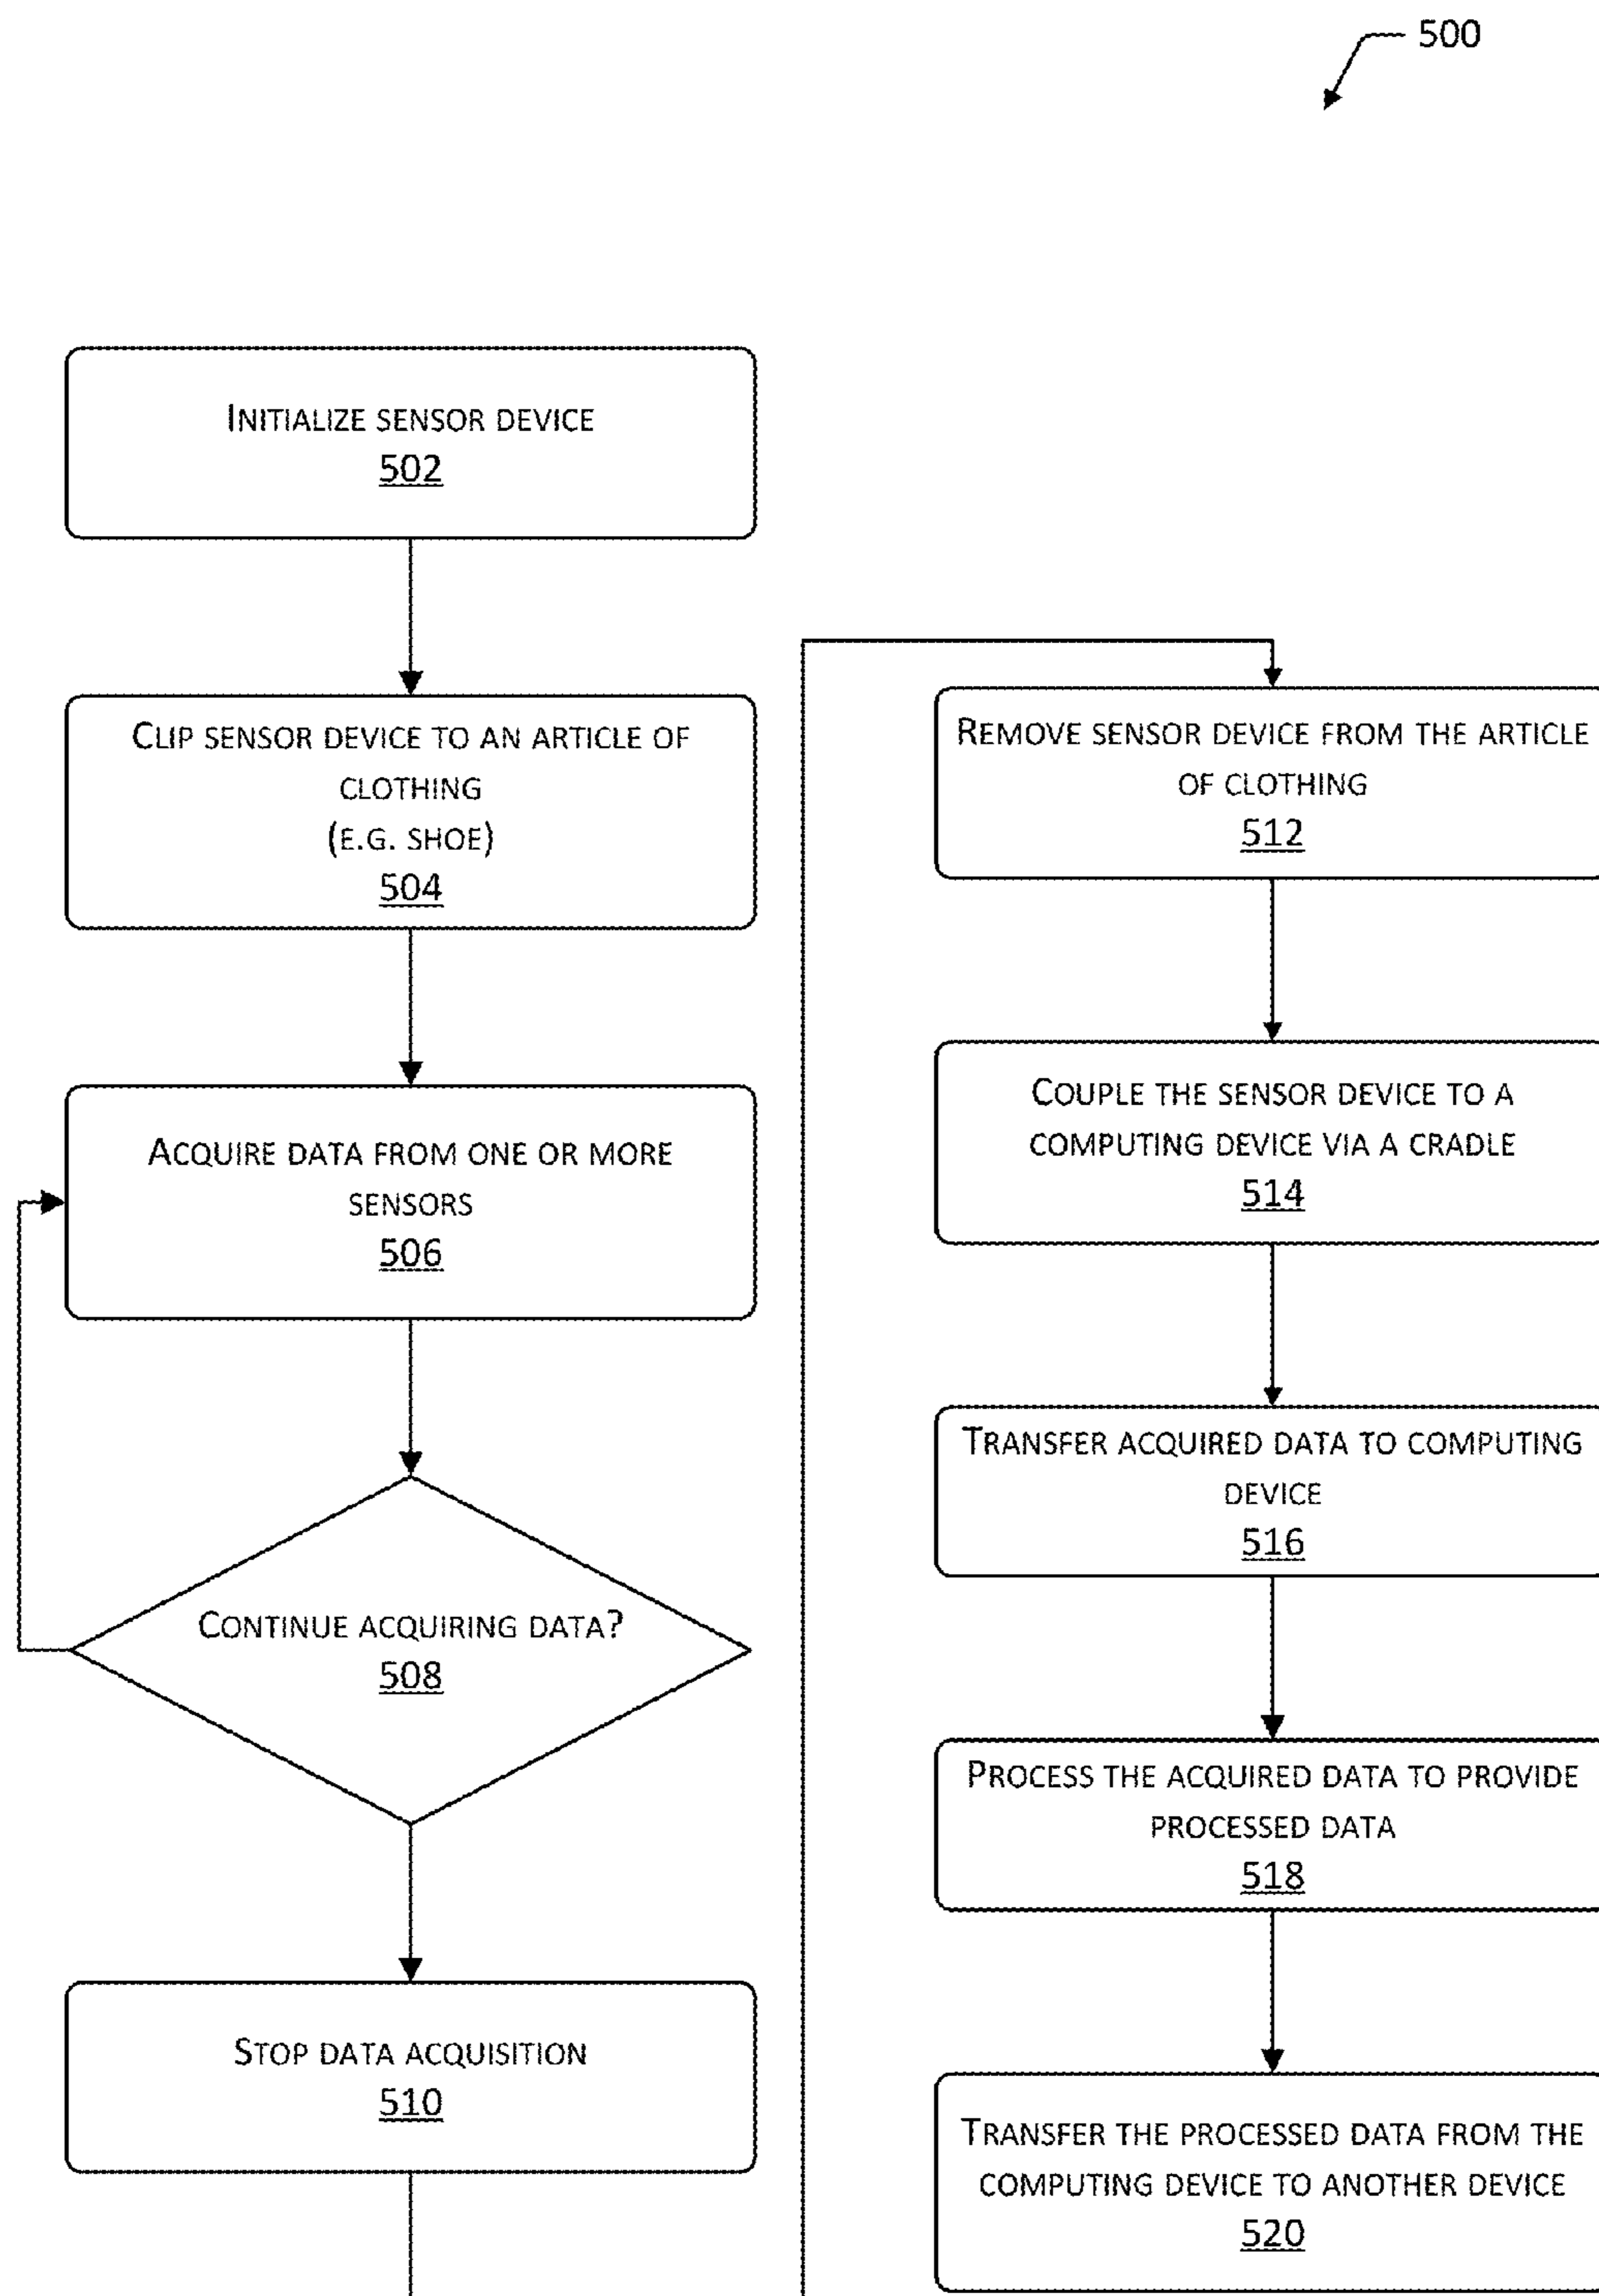 500
INITIALIZE SENSOR DEVICE
502
CLIP SENSOR DEVICE TO AN ARTICLE OF
CLOTHING
(E.G. SHOE)
504
ACQUIRE DATA FROM ONE OR MORE
SENSORS
506
CONTINUE ACQUIRING DATA?
508
STOP DATA ACQUISITION
510
REMOVE SENSOR DEVICE FROM THE ARTICLE
OF CLOTHING
512
COUPLE THE SENSOR DEVICE TO A
COMPUTING DEVICE VIA A CRADLE
514
TRANSFER ACQUIRED DATA TO COMPUTING
DEVICE
516
PROCESS THE ACQUIRED DATA TO PROVIDE
PROCESSED DATA
518
TRANSFER THE PROCESSED DATA FROM THE
COMPUTING DEVICE TO ANOTHER DEVICE
520